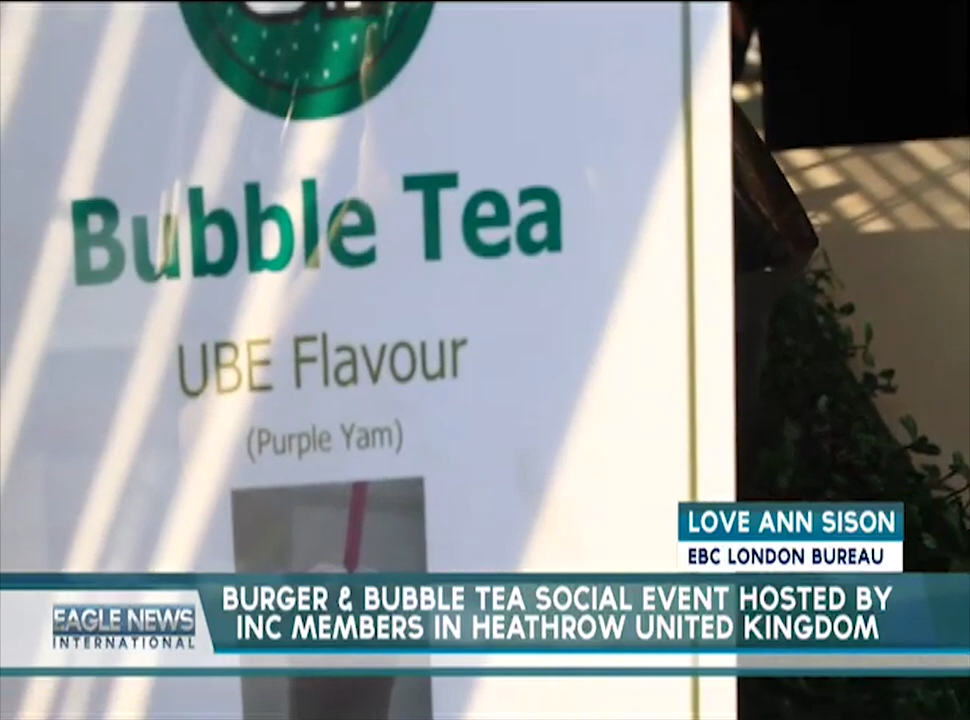 Bubble Tea
UBE Flavour
(Purple Yam)
LOVE ANN SISON
EBC LONDON BUREAU
BURGER & BUBBLE TEA SOCIAL EVENT HOSTED BY
INC MEMBERS IN HEATHROW UNITED KINGDOM
EAGLE NEWS
INTERNATIONAL